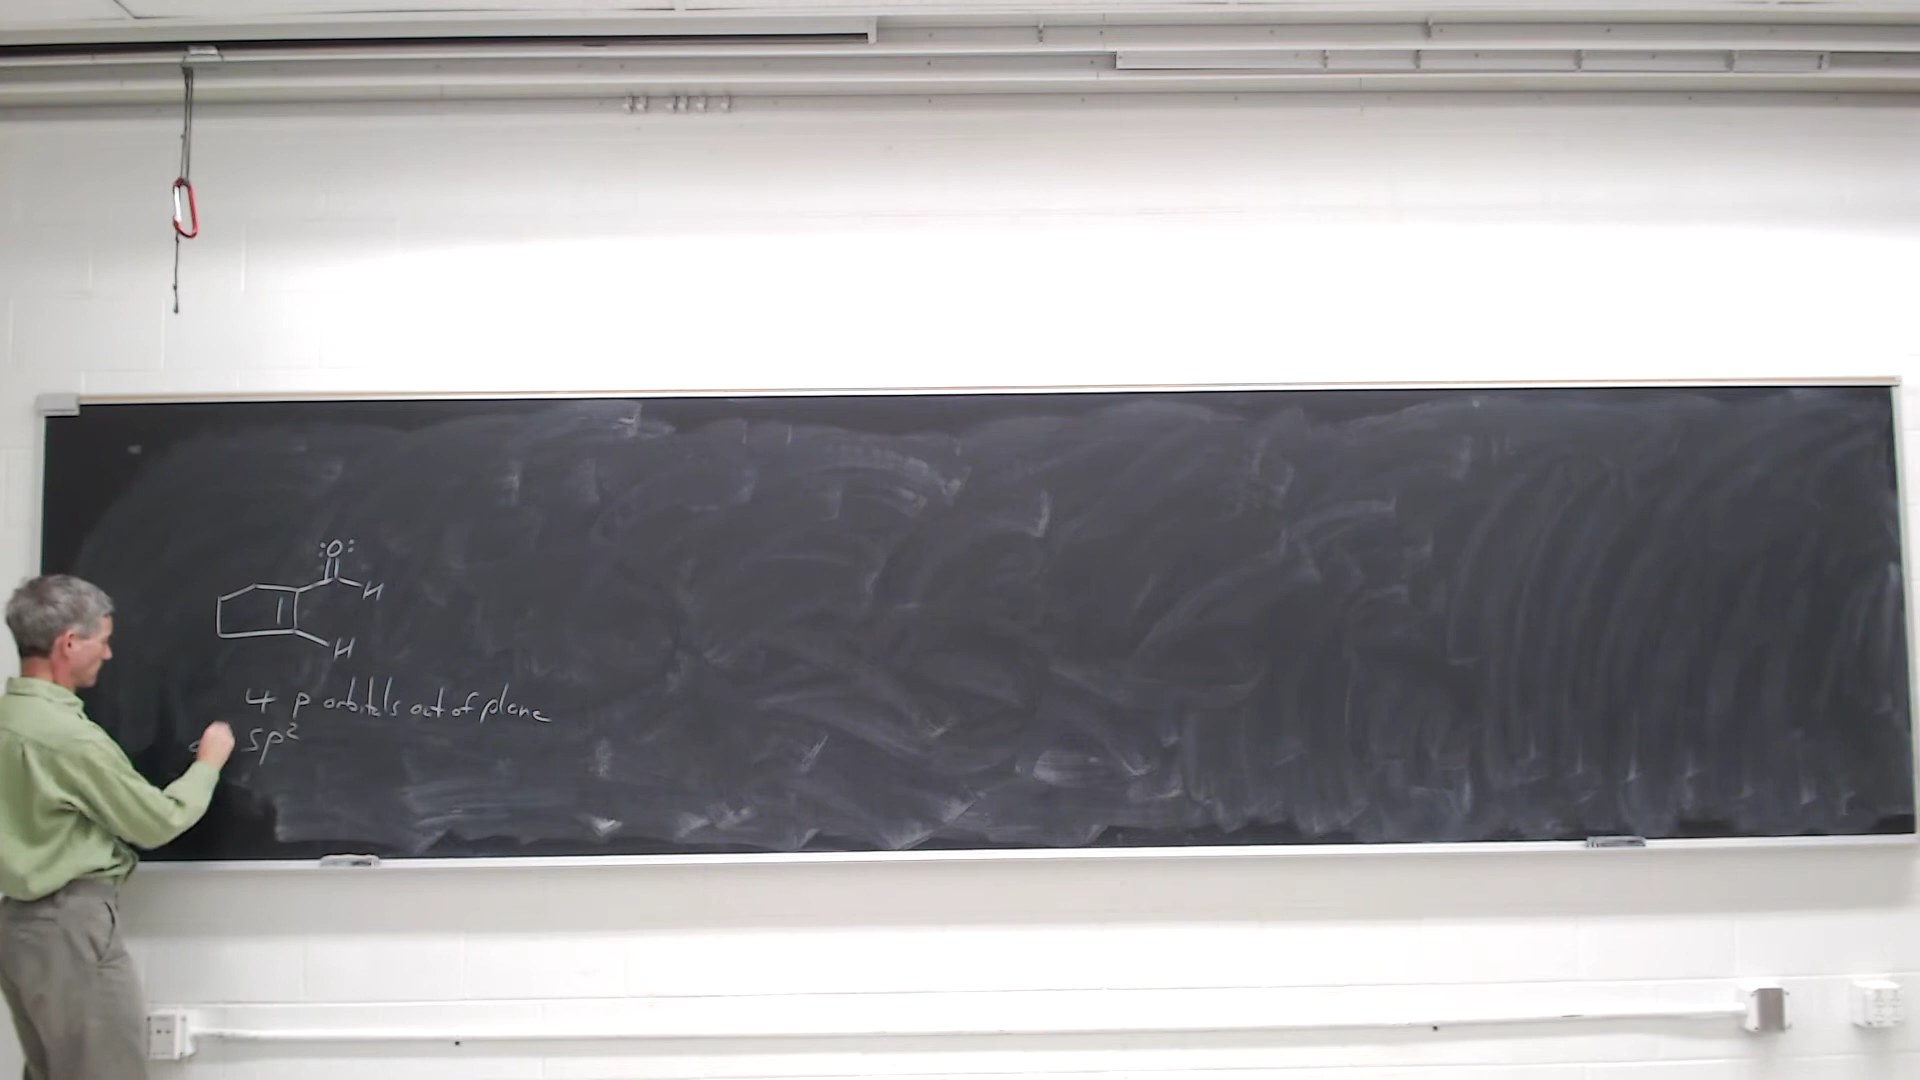 :O:
H
H
4 p orbitals out of plane
sp²